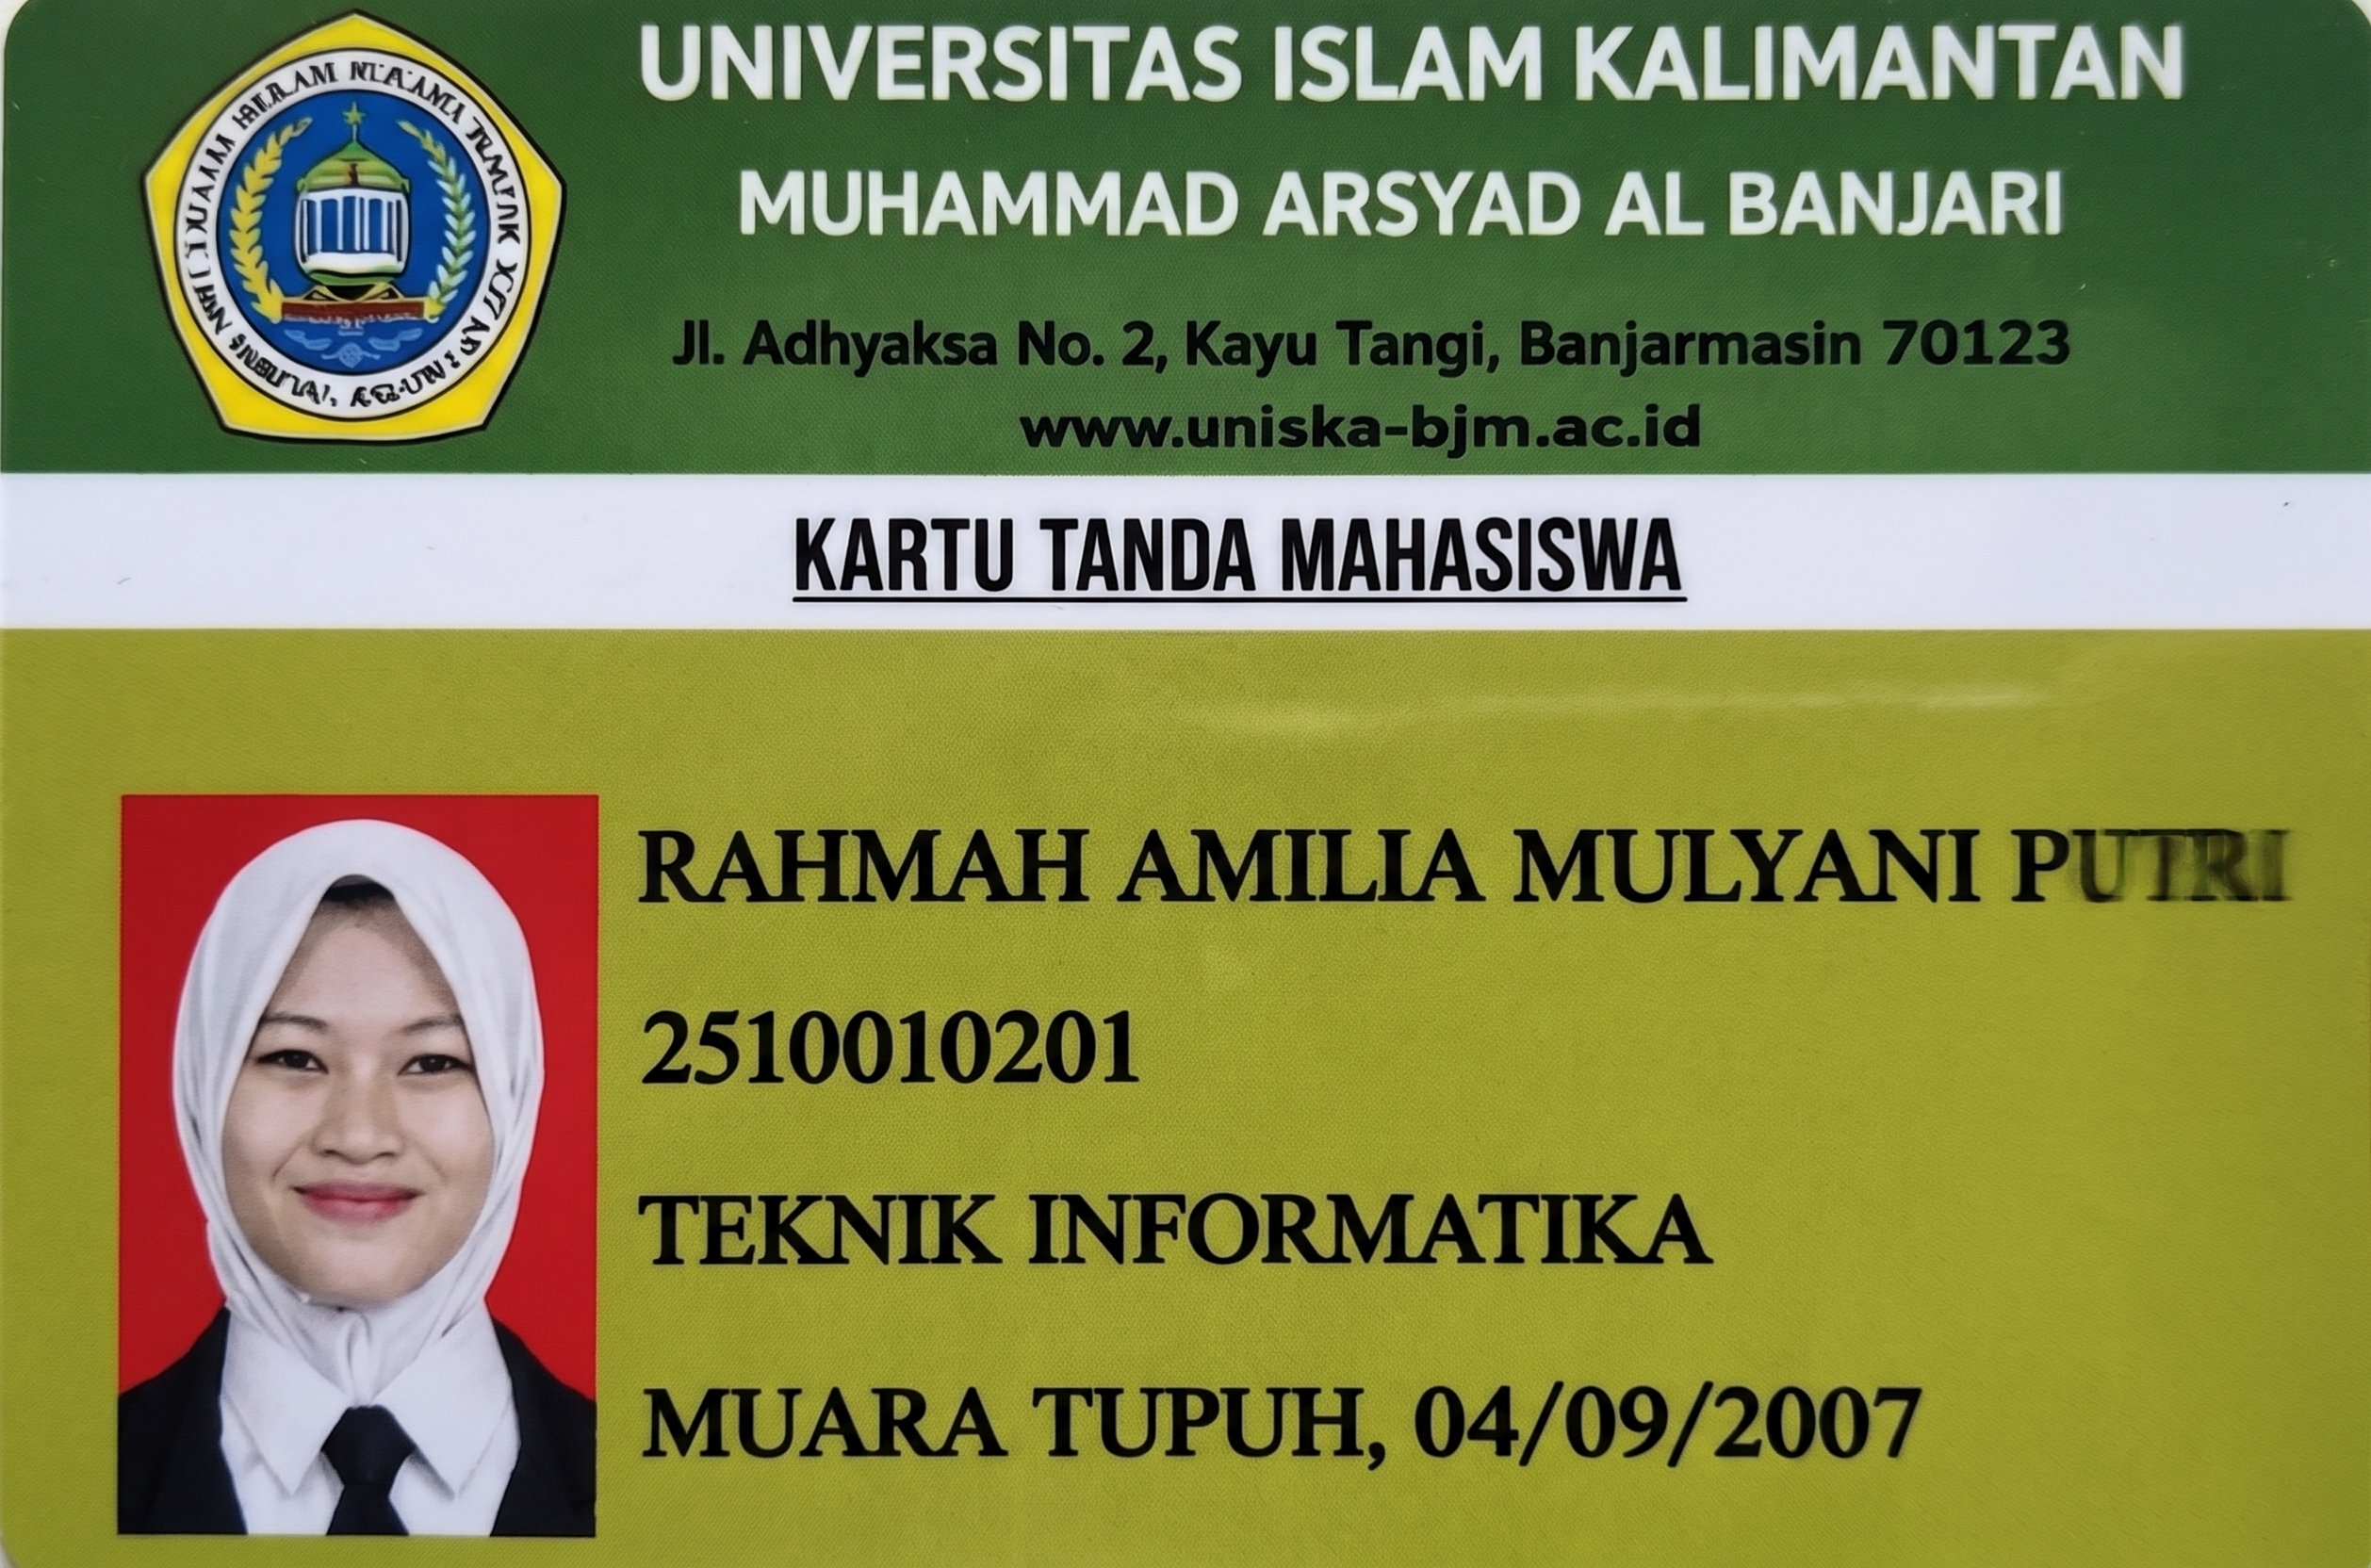 UNIVERSITAS ISLAM KALIMANTAN
MUHAMMAD ARSYAD AL BANJARI
Jl. Adhyaksa No. 2, Kayu Tangi, Banjarmasin 70123
www.uniska-bjm.ac.id
KARTU TANDA MAHASISWA
RAHMAH AMILIA MULYANI PUTRI
2510010201
TEKNIK INFORMATIKA
MUARA TUPUH, 04/09/2007